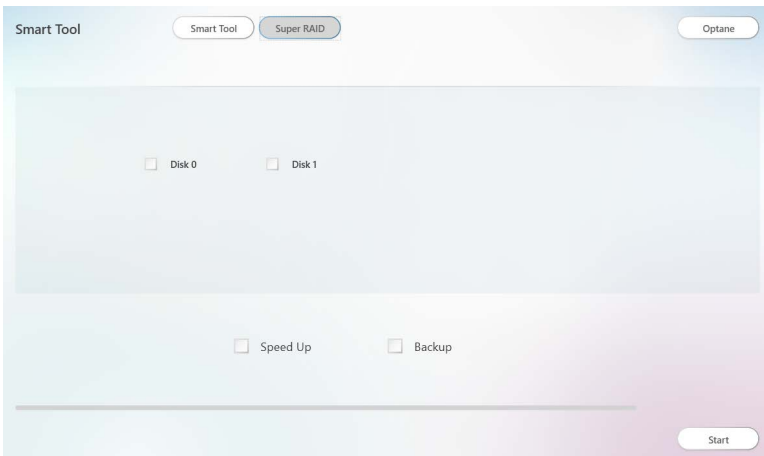 Smart Tool Smart Tool Super RAID Optane
Disk 0 Disk 1
Speed Up Backup
Start